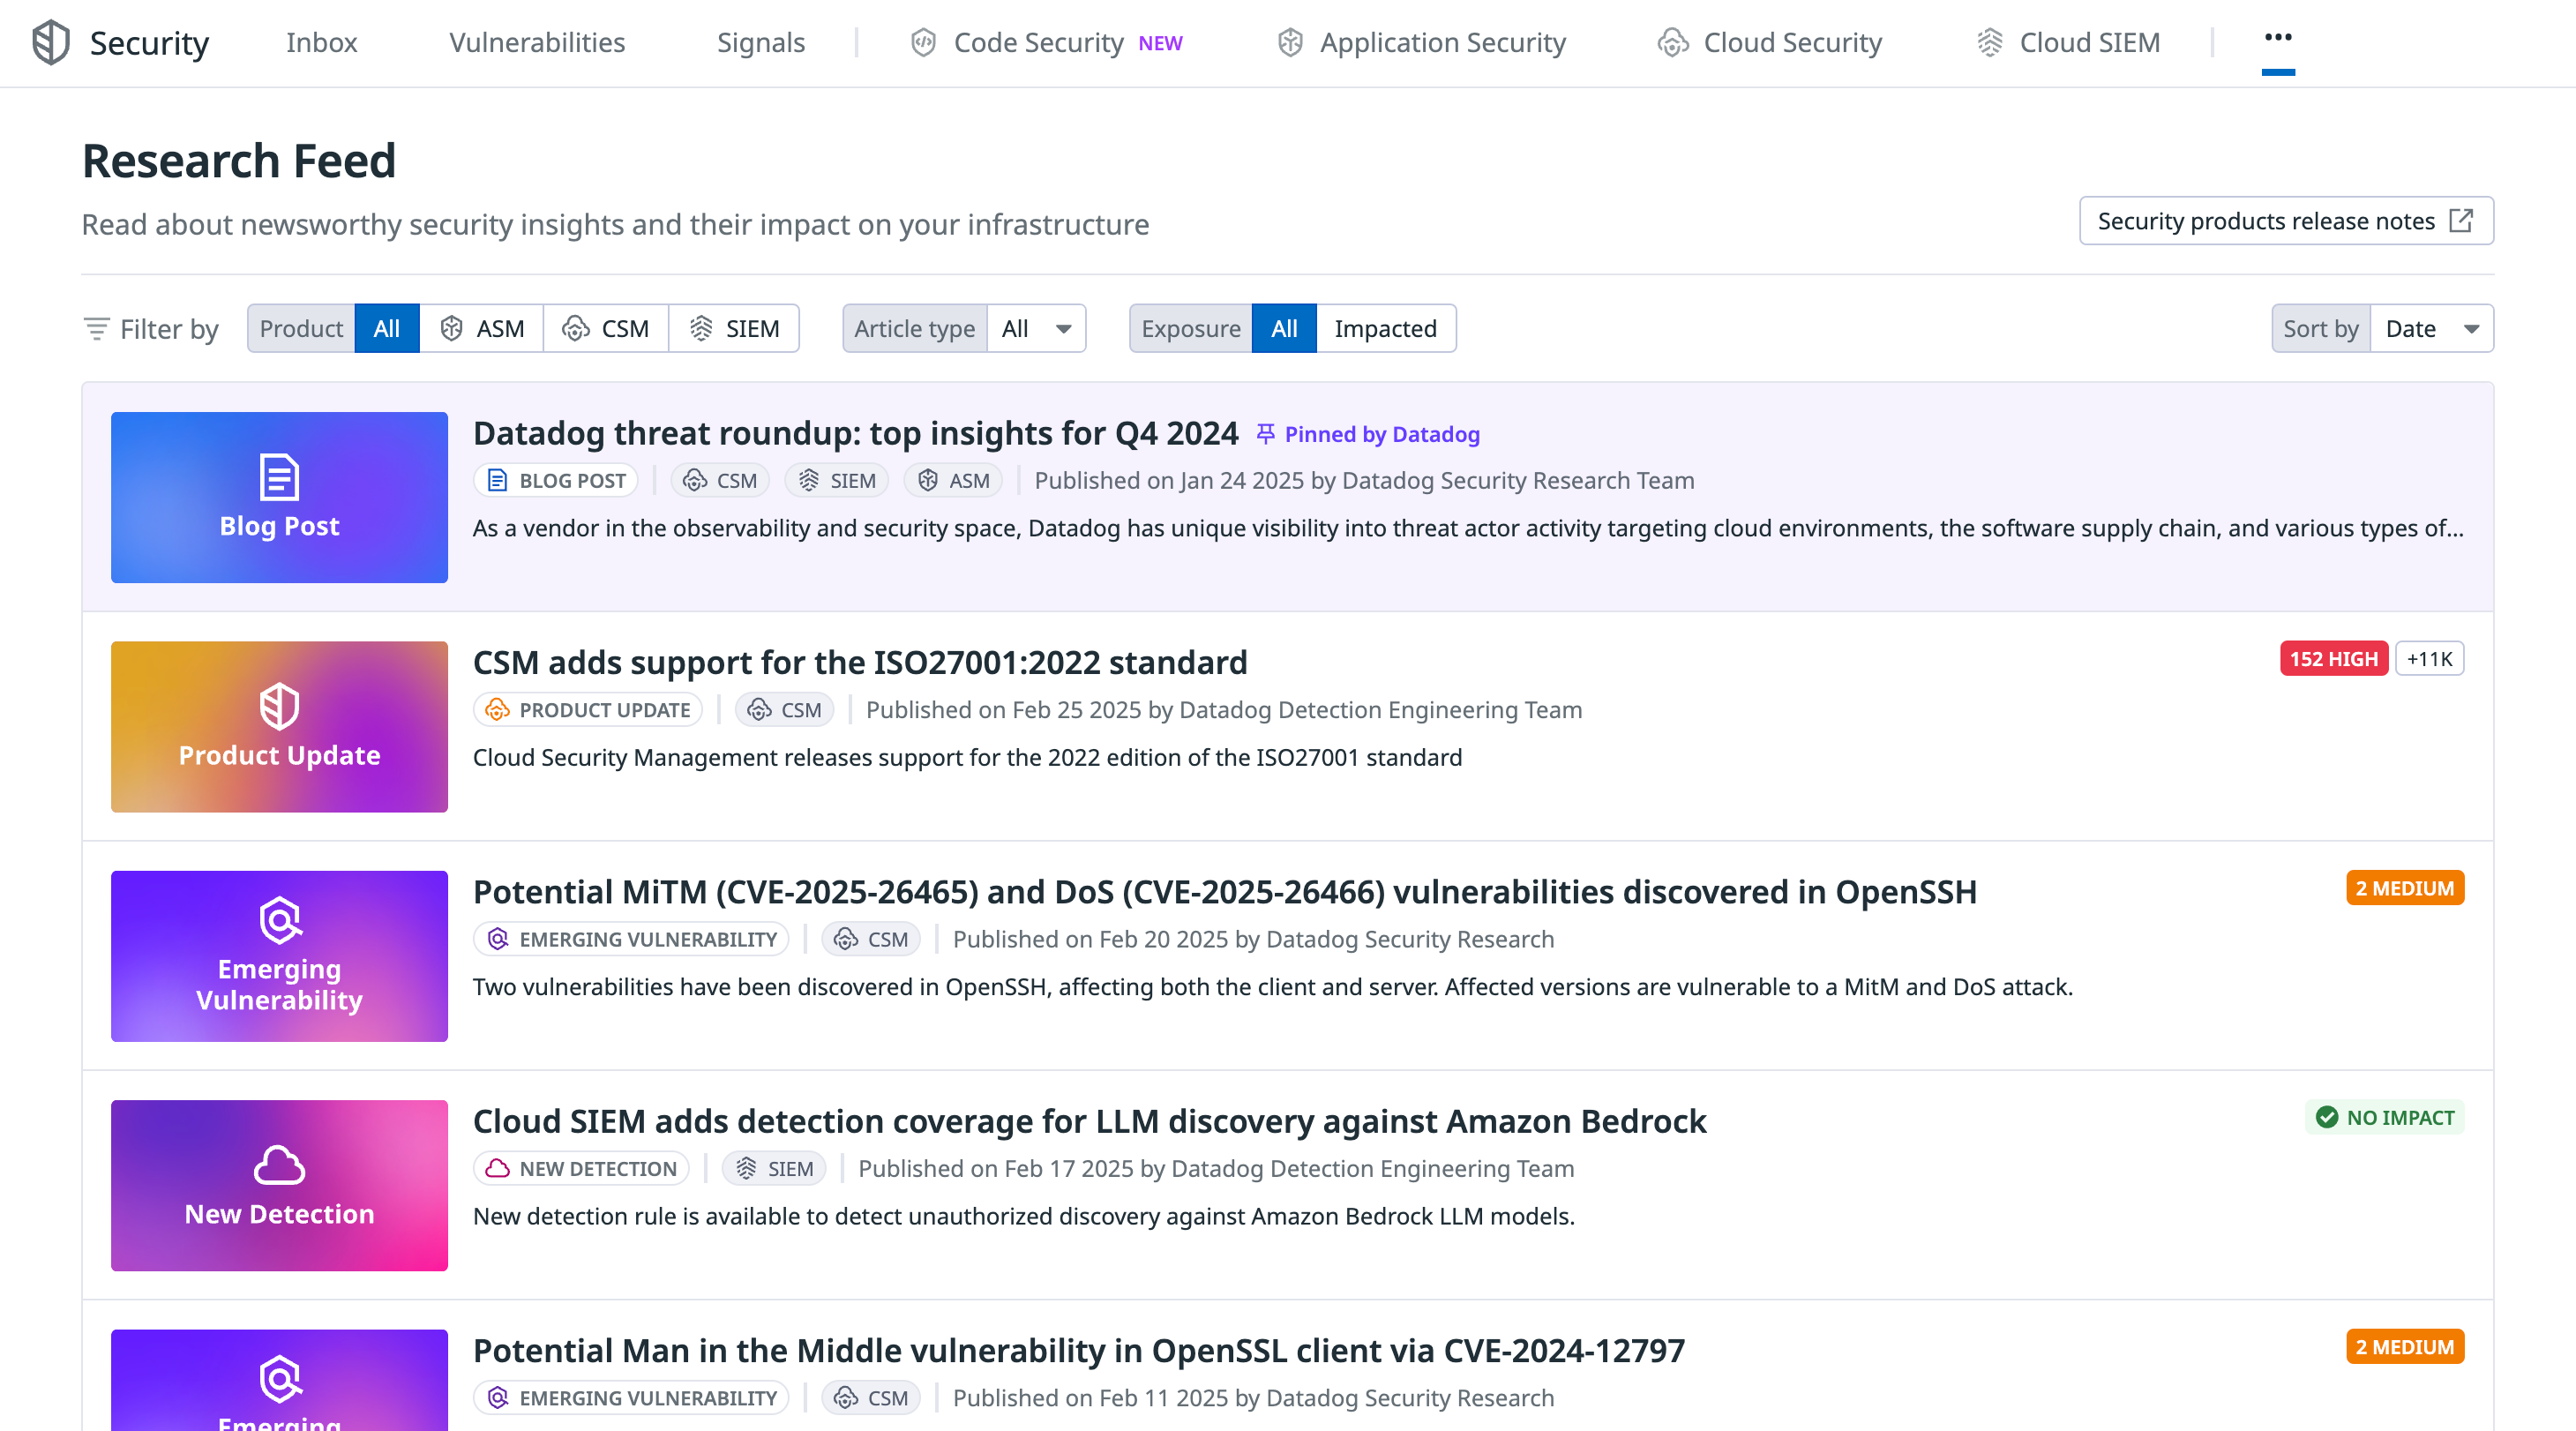 Security Inbox Vulnerabilities Signals Code Security NEW Application Security Cloud Security Cloud SIEM
Research Feed
Read about newsworthy security insights and their impact on your infrastructure
Security products release notes
Filter by Product All ASM CSM SIEM Article type All Exposure All Impacted Sort by Date
Blog Post
Datadog threat roundup: top insights for Q4 2024 Pinned by Datadog
BLOG POST CSM SIEM ASM Published on Jan 24 2025 by Datadog Security Research Team
As a vendor in the observability and security space, Datadog has unique visibility into threat actor activity targeting cloud environments, the software supply chain, and various types of...
Product Update
CSM adds support for the ISO27001:2022 standard 152 HIGH +11K
PRODUCT UPDATE CSM Published on Feb 25 2025 by Datadog Detection Engineering Team
Cloud Security Management releases support for the 2022 edition of the ISO27001 standard
Emerging
Vulnerability
Potential MiTM (CVE-2025-26465) and DoS (CVE-2025-26466) vulnerabilities discovered in OpenSSH 2 MEDIUM
EMERGING VULNERABILITY CSM Published on Feb 20 2025 by Datadog Security Research
Two vulnerabilities have been discovered in OpenSSH, affecting both the client and server. Affected versions are vulnerable to a MitM and DoS attack.
New Detection
Cloud SIEM adds detection coverage for LLM discovery against Amazon Bedrock NO IMPACT
NEW DETECTION SIEM Published on Feb 17 2025 by Datadog Detection Engineering Team
New detection rule is available to detect unauthorized discovery against Amazon Bedrock LLM models.
Emerging
Potential Man in the Middle vulnerability in OpenSSL client via CVE-2024-12797 2 MEDIUM
EMERGING VULNERABILITY CSM Published on Feb 11 2025 by Datadog Security Research